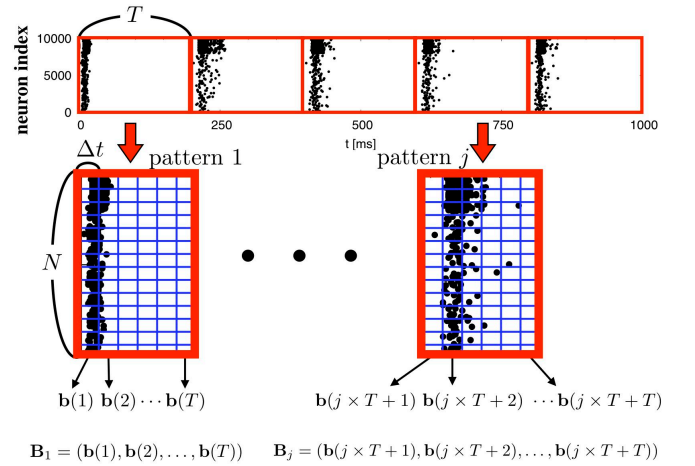 T
neuron index
10000
5000
0
0 250 500 750 1000
t [ms]
Δt
pattern 1
pattern j
N
b(1) b(2) ⋯ b(T)
b(j × T + 1) b(j × T + 2) ⋯ b(j × T + T)
B₁ = (b(1), b(2), . . . , b(T))
Bⱼ = (b(j × T + 1), b(j × T + 2), . . . , b(j × T + T))